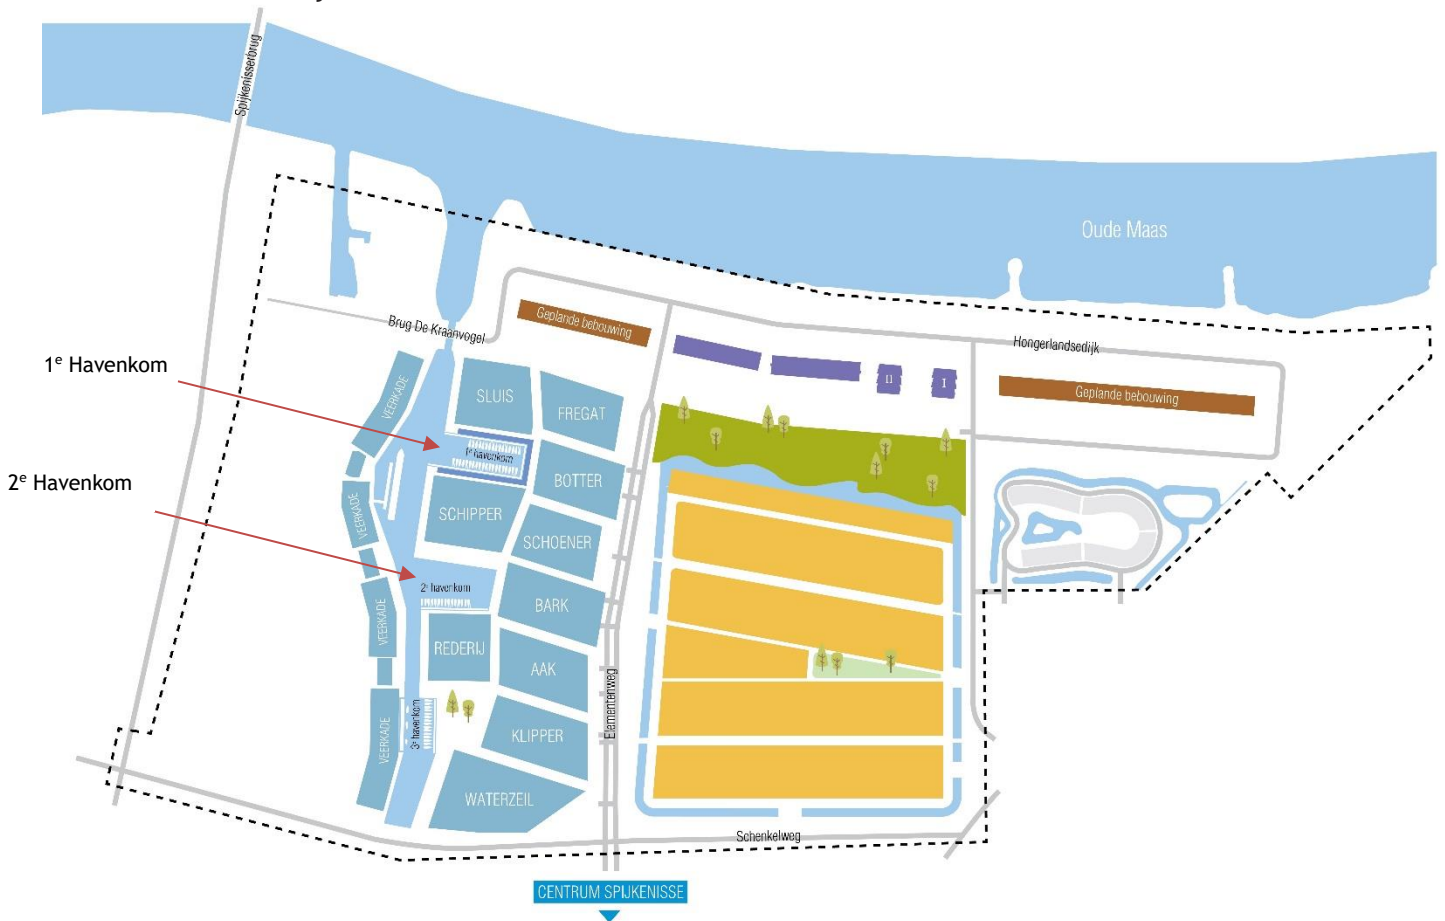 Spijkenisserbrug
Oude Maas
Brug De Kraanvogel
Geplande bebouwing
Hongerlandsedijk
1e Havenkom
VEERKADE
SLUIS
FREGAT
II
I
Geplande bebouwing
1e havenkom
2e Havenkom
BOTTER
VEERKADE
SCHIPPER
SCHOENER
2e havenkom
BARK
VEERKADE
REDERIJ
AAK
Elementenweg
VEERKADE
3e havenkom
KLIPPER
WATERZEIL
Schenkelweg
CENTRUM SPIJKENISSE